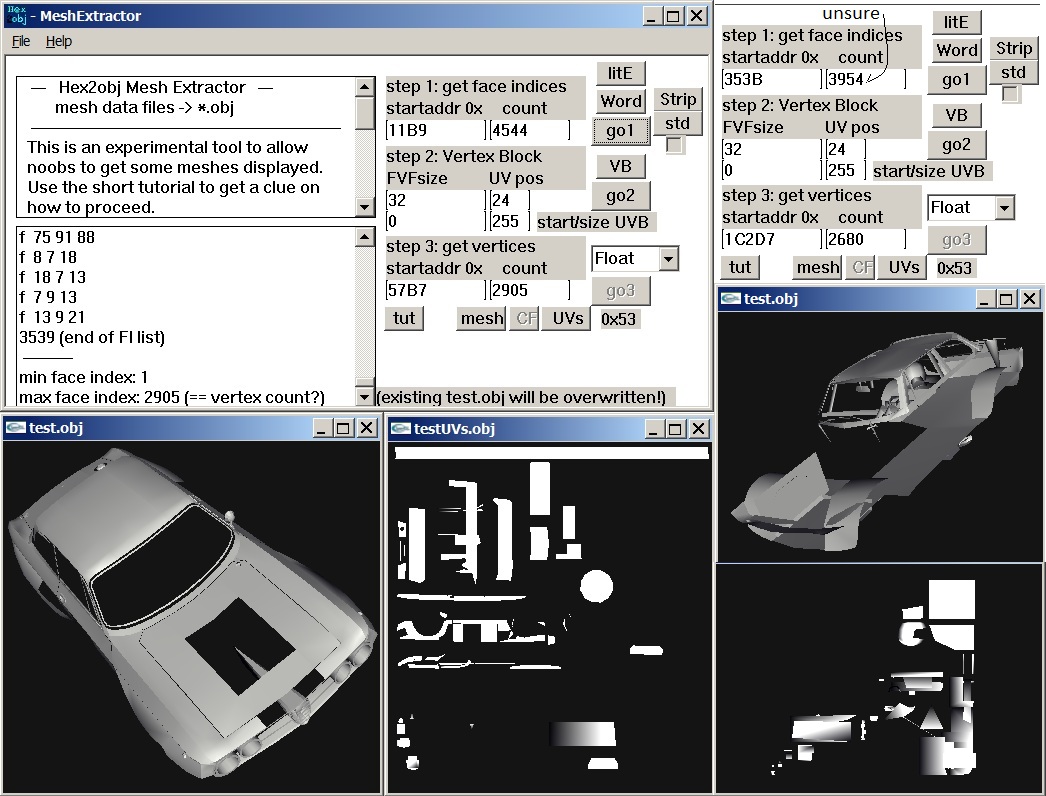 Hex
obj - MeshExtractor
File Help
— Hex2obj Mesh Extractor —
mesh data files -> *.obj
This is an experimental tool to allow
noobs to get some meshes displayed.
Use the short tutorial to get a clue on
how to proceed.
f 75 91 88
f 8 7 18
f 18 7 13
f 7 9 13
f 13 9 21
3539 (end of FI list)
min face index: 1
max face index: 2905 (== vertex count?)
step 1: get face indices
startaddr 0x count
11B9 4544
litE
Word
go1
Strip
std
step 2: Vertex Block
FVFsize UV pos
32 24
0 255 start/size UVB
VB
go2
step 3: get vertices
startaddr 0x count
57B7 2905
Float
go3
tut mesh CF UVs 0x53
(existing test.obj will be overwritten!)
unsure
step 1: get face indices
startaddr 0x count
353B 3954
litE
Word
go1
Strip
std
step 2: Vertex Block
FVFsize UV pos
32 24
0 255 start/size UVB
VB
go2
step 3: get vertices
startaddr 0x count
1C2D7 2680
Float
go3
tut mesh CF UVs 0x53
test.obj
test.obj
testUVs.obj